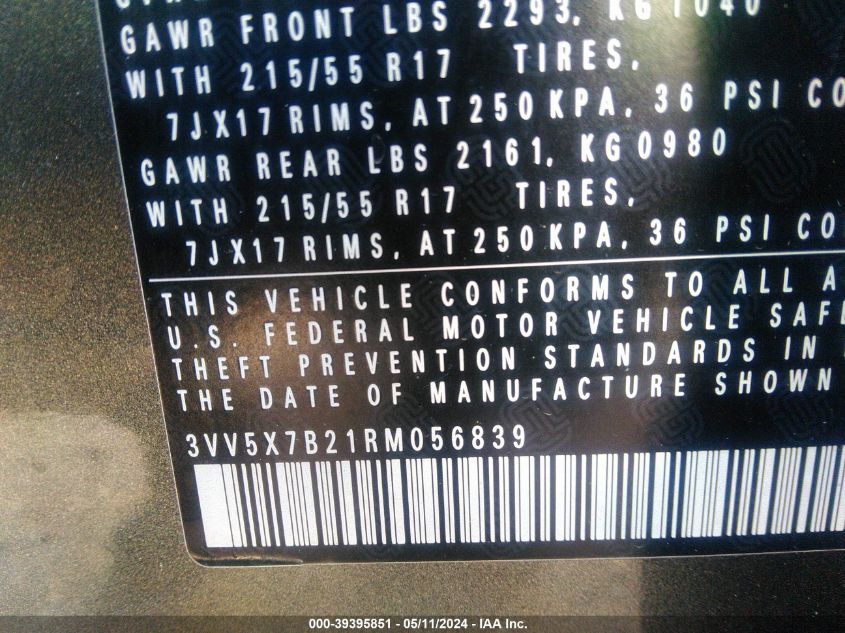 GAWR FRONT LBS 2293, KG 1040
WITH 215/55 R17 TIRES,
7JX17 RIMS, AT 250 KPA, 36 PSI CO
GAWR REAR LBS 2161, KG0980
WITH 215/55 R17 TIRES,
7JX17 RIMS, AT 250 KPA, 36 PSI CO
THIS VEHICLE CONFORMS TO ALL A
U.S. FEDERAL MOTOR VEHICLE SAFE
THEFT PREVENTION STANDARDS IN
THE DATE OF MANUFACTURE SHOWN
3VV5X7B21RM056839
000-39395851 - 05/11/2024 - IAA Inc.